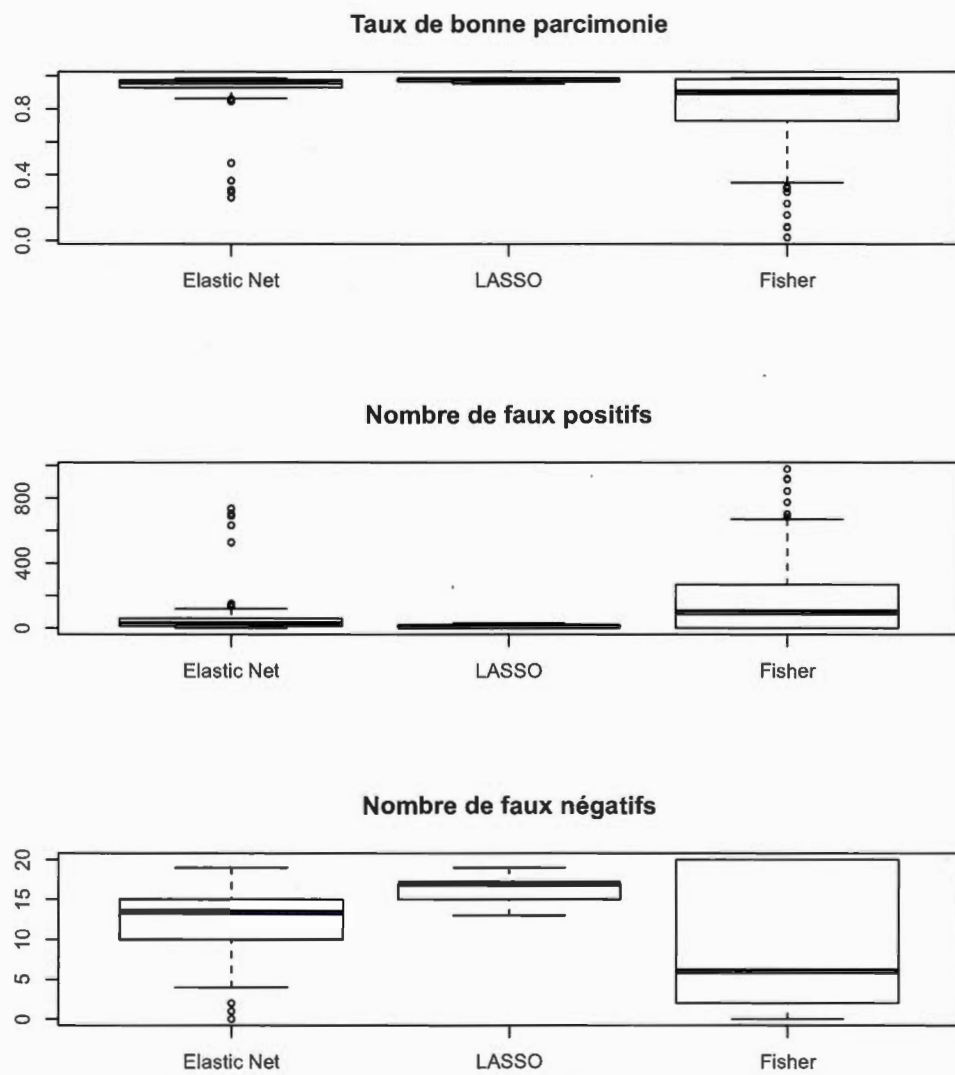 Taux de bonne parcimonie
0.8
0.4
0.0
Elastic Net LASSO Fisher
Nombre de faux positifs
800
400
0
Elastic Net LASSO Fisher
Nombre de faux négatifs
20
15
10
5
0
Elastic Net LASSO Fisher